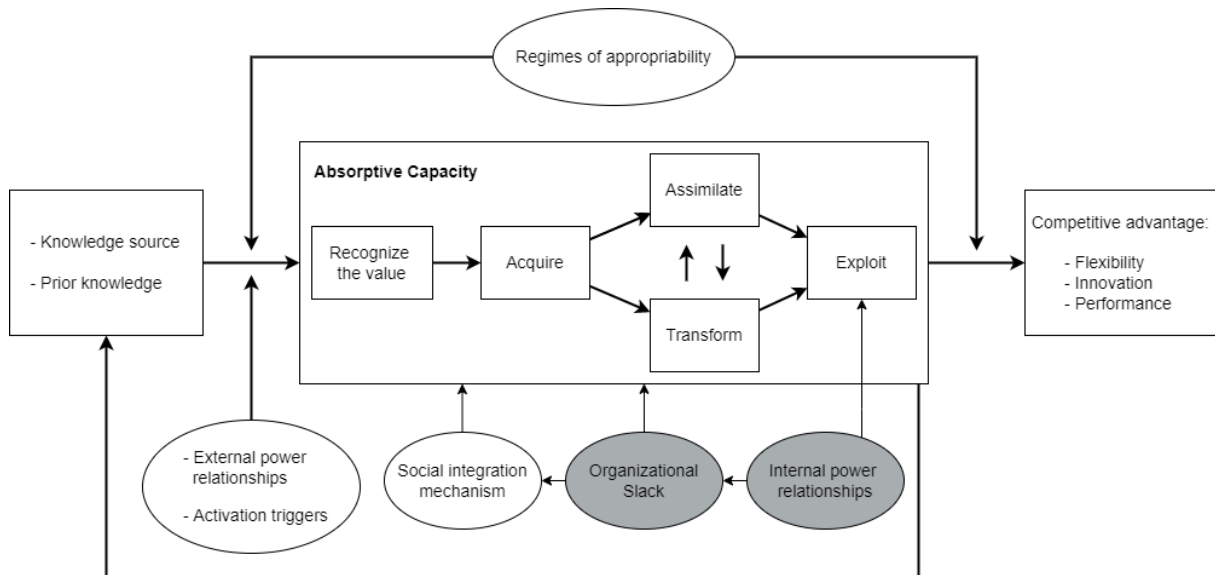 Regimes of appropriability
Absorptive Capacity
- Knowledge source
- Prior knowledge
Recognize
the value
Acquire
Assimilate
Transform
Exploit
Competitive advantage:
- Flexibility
- Innovation
- Performance
- External power
relationships
- Activation triggers
Social integration
mechanism
Organizational
Slack
Internal power
relationships